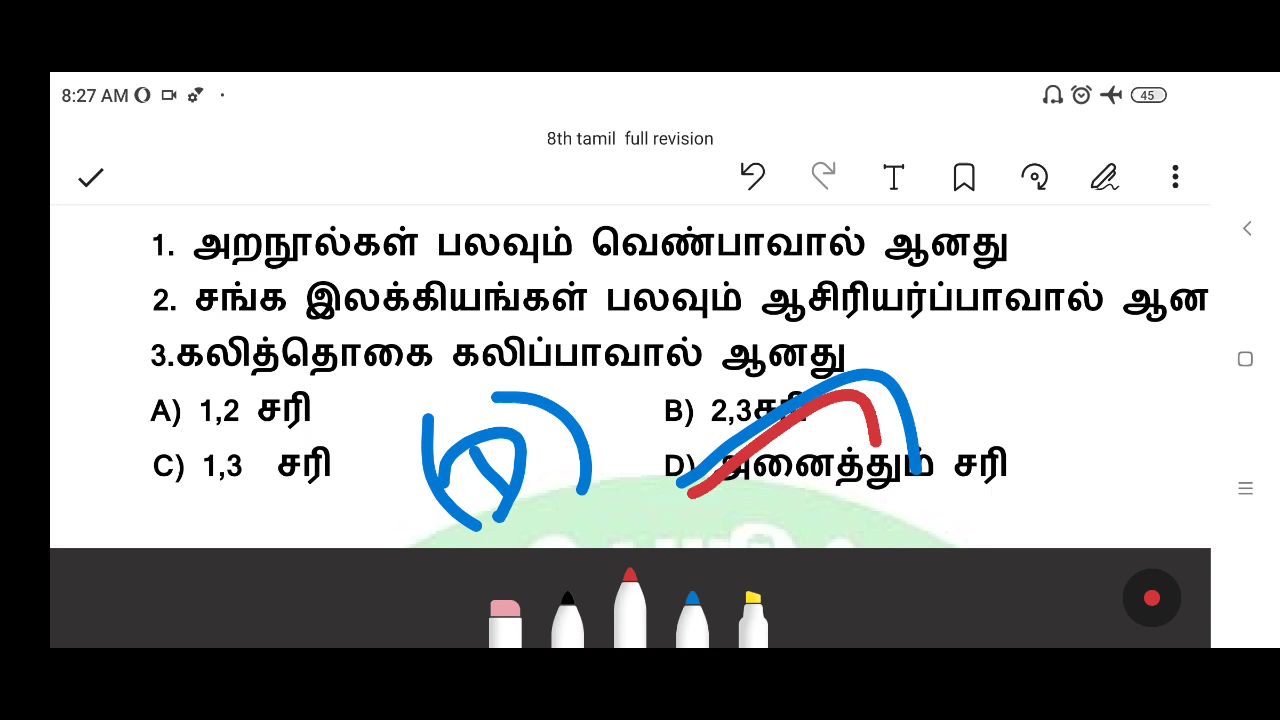 8:27 AM
45
8th tamil full revision
1. அறநூல்கள் பலவும் வெண்பாவால் ஆனது
2. சங்க இலக்கியங்கள் பலவும் ஆசிரியர்ப்பாவால் ஆன
3.கலித்தொகை கலிப்பாவால் ஆனது
A) 1,2 சரி B) 2,3சரி
C) 1,3 சரி D) அனைத்தும் சரி